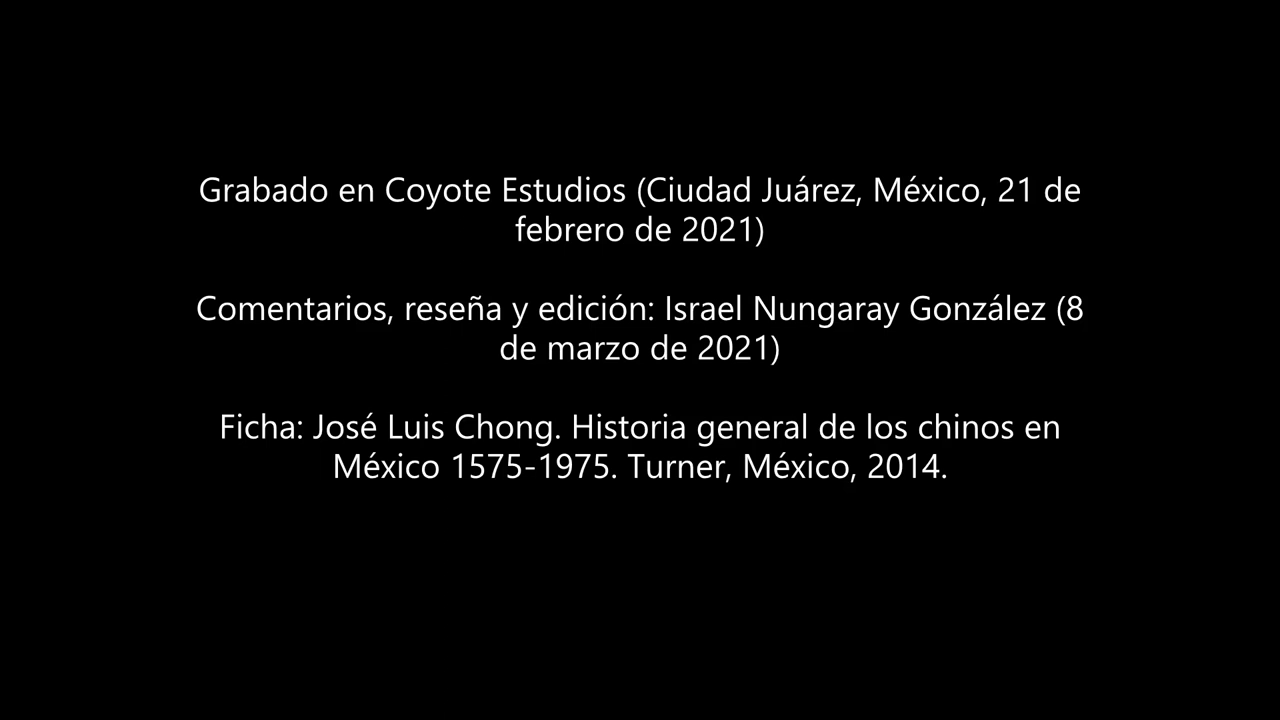 Grabado en Coyote Estudios (Ciudad Juárez, México, 21 de
febrero de 2021)
Comentarios, reseña y edición: Israel Nungaray González (8
de marzo de 2021)
Ficha: José Luis Chong. Historia general de los chinos en
México 1575-1975. Turner, México, 2014.